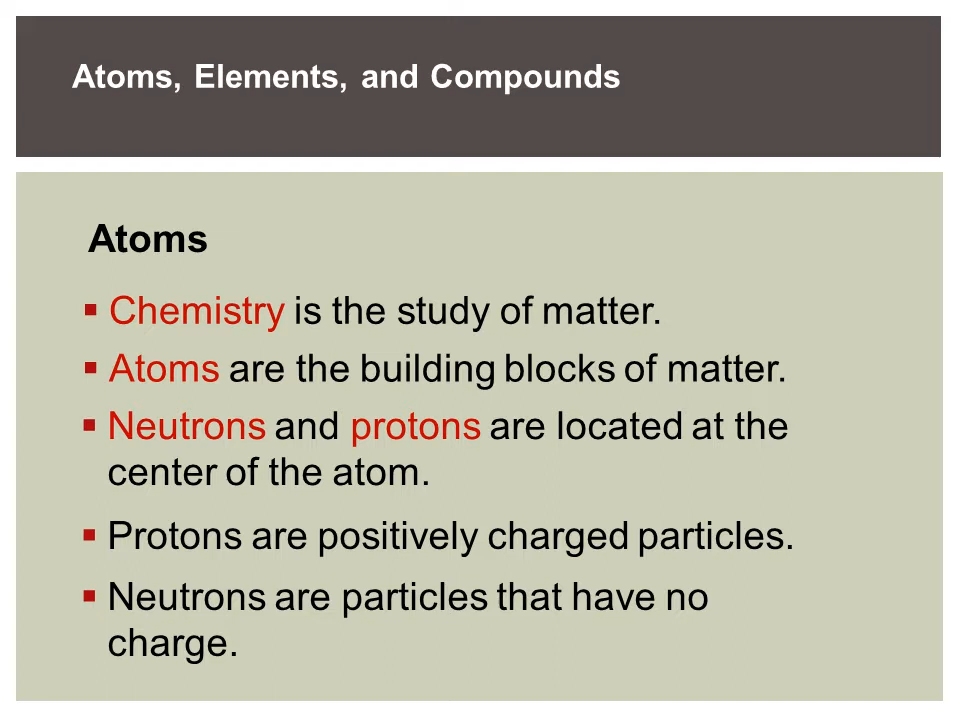 Atoms, Elements, and Compounds
Atoms
▪ Chemistry is the study of matter.
▪ Atoms are the building blocks of matter.
▪ Neutrons and protons are located at the
center of the atom.
▪ Protons are positively charged particles.
▪ Neutrons are particles that have no
charge.